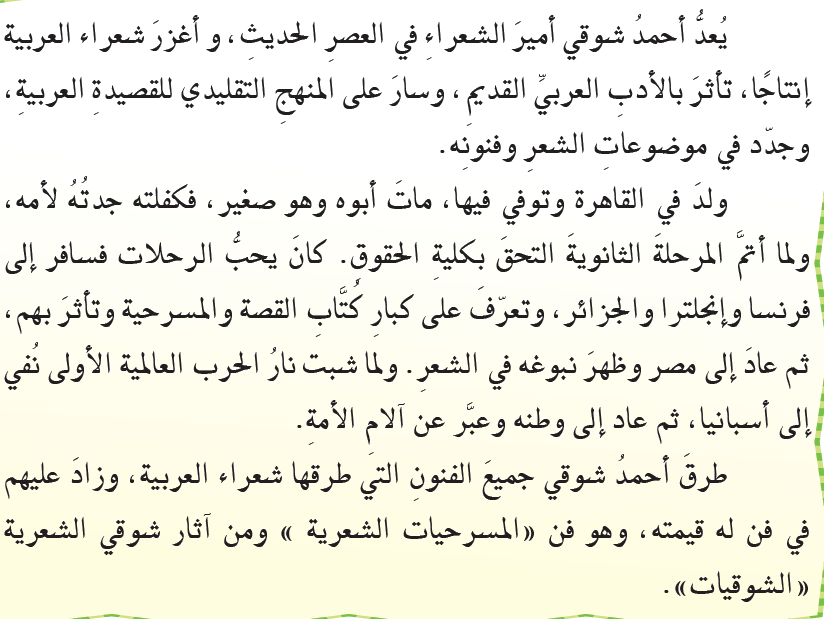 يُعدُّ أحمدُ شوقي أميرَ الشعراءِ في العصرِ الحديثِ، و أغزرَ شعراء العربية
إنتاجًا، تأثرَ بالأدبِ العربيِّ القديمِ، وسارَ على المنهجِ التقليدي للقصيدةِ العربيةِ،
وجدّد في موضوعاتِ الشعرِ وفنونِه.
ولدَ في القاهرة وتوفي فيها، ماتَ أبوه وهو صغير، فكفلته جدتُهُ لأمه،
ولما أتمَّ المرحلةَ الثانويةَ التحقَ بكليةِ الحقوق. كانَ يحبُّ الرحلات فسافر إلى
فرنسا وإنجلترا والجزائر، وتعرّفَ على كبارِ كُتَّابِ القصة والمسرحية وتأثرَ بهم،
ثم عادَ إلى مصر وظهرَ نبوغه في الشعرِ. ولما شبت نارُ الحرب العالمية الأولى نُفي
إلى أسبانيا، ثم عاد إلى وطنه وعبَّر عن آلامِ الأمةِ.
طرقَ أحمدُ شوقي جميعَ الفنونِ التي طرقها شعراء العربية، وزادَ عليهم
في فن له قيمته، وهو فن «المسرحيات الشعرية » ومن آثار شوقي الشعرية
«الشوقيات».